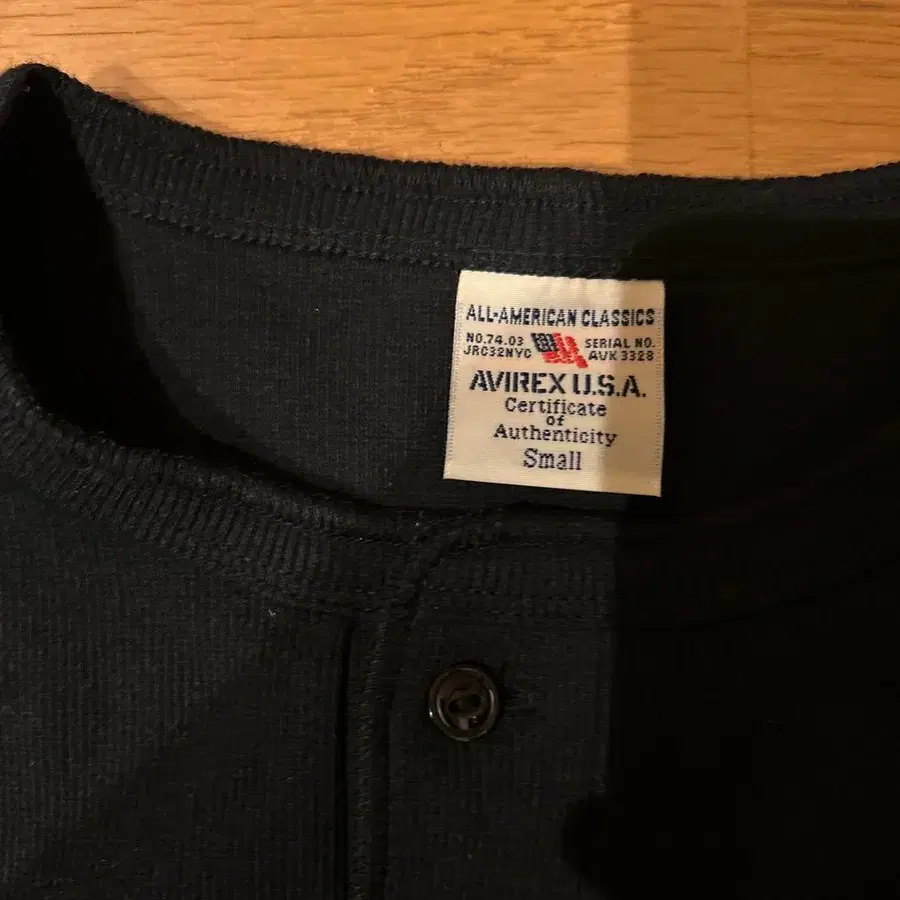 ALL-AMERICAN CLASSICS
NO.74.03 SERIAL NO.
JRC32NYC AVK 3328
AVIREX U.S.A.
Certificate
of
Authenticity
Small